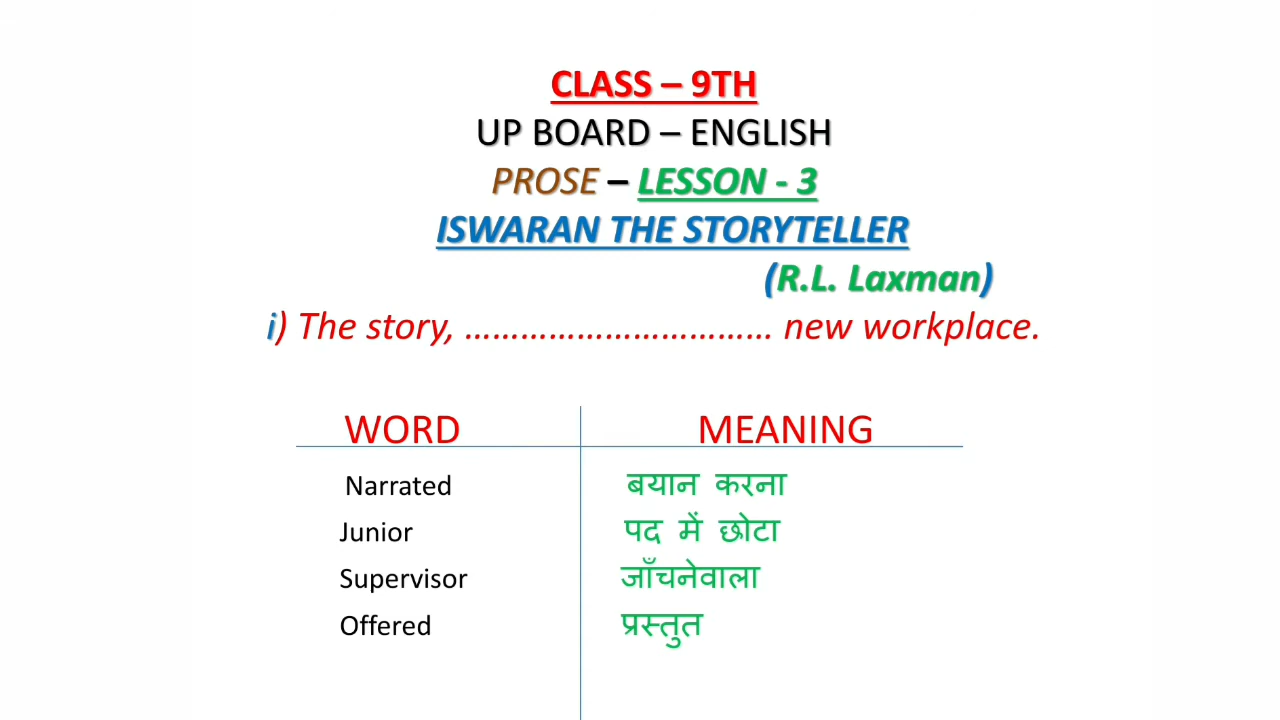 CLASS – 9TH
UP BOARD – ENGLISH
PROSE – LESSON - 3
ISWARAN THE STORYTELLER
(R.L. Laxman)
i) The story, ................................. new workplace.
WORD MEANING
Narrated बयान करना
Junior पद में छोटा
Supervisor जाँचनेवाला
Offered प्रस्तुत